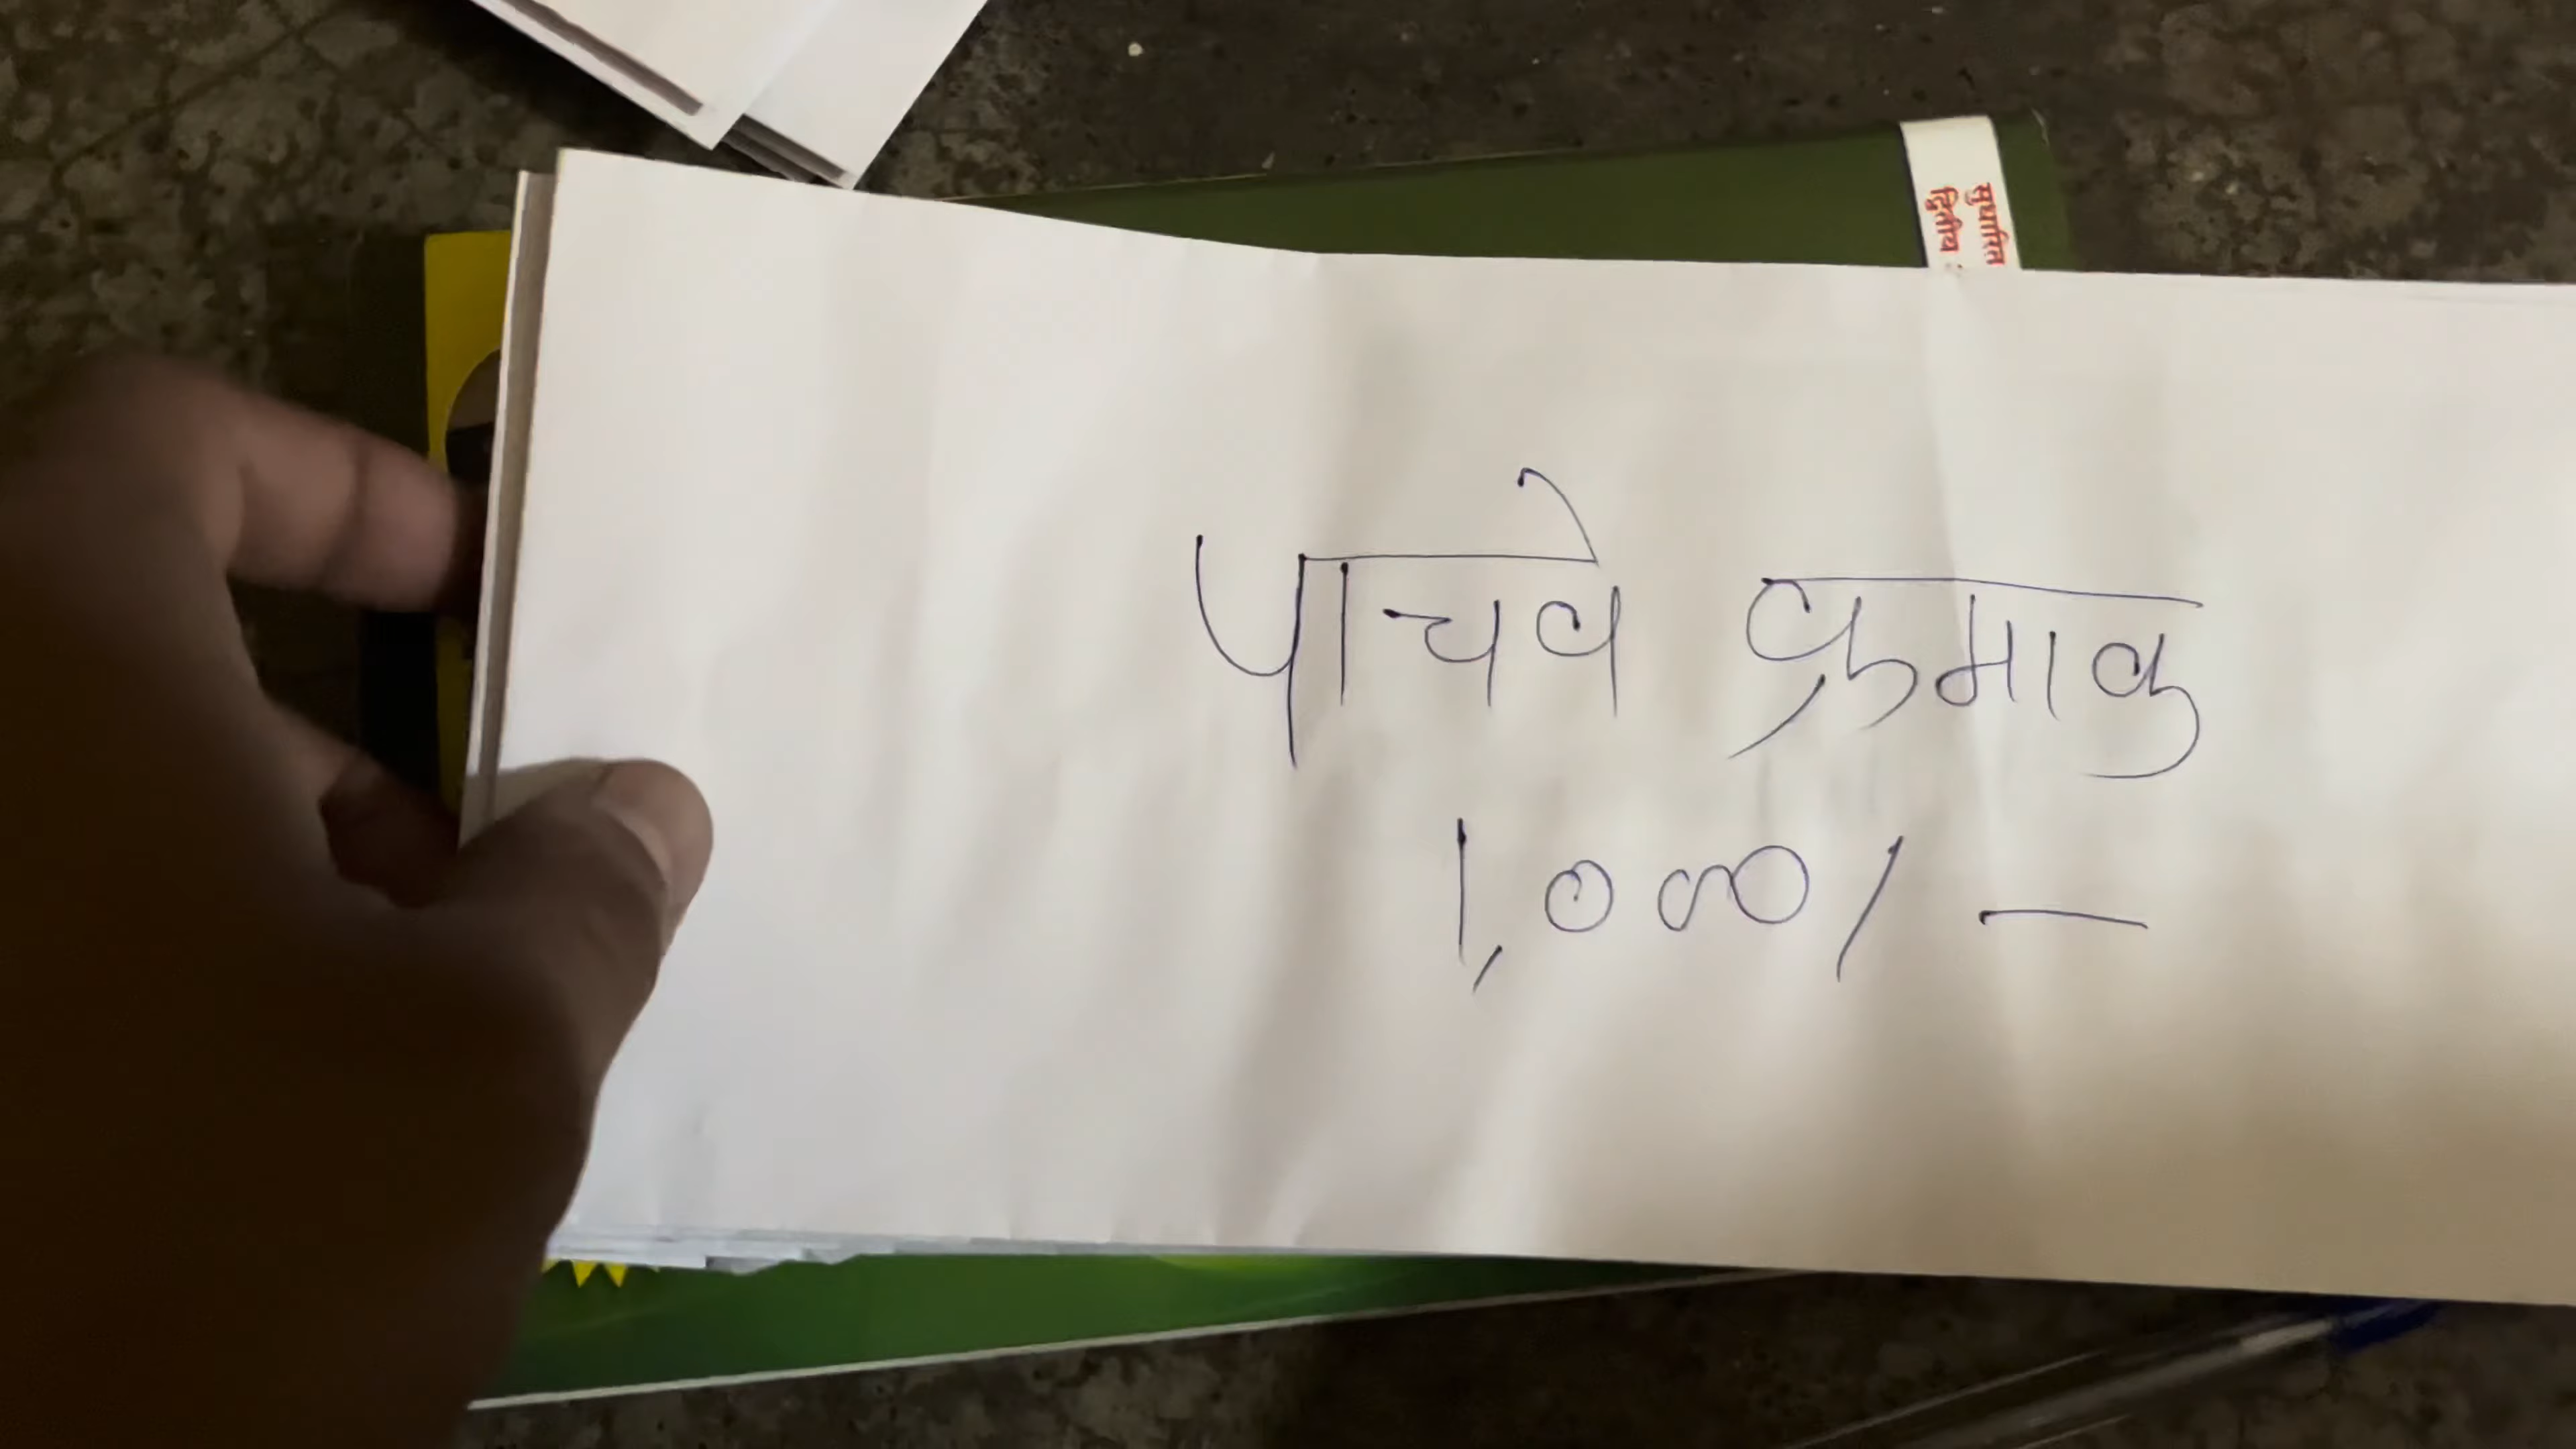 पाचवे क्रमाक
1,000/-
सुधारित
द्वितीय